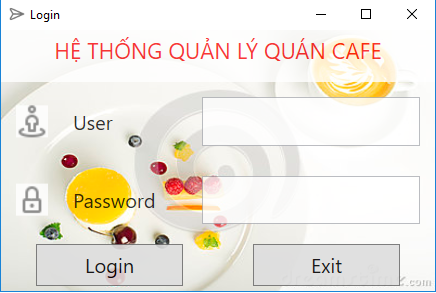 Login
HỆ THỐNG QUẢN LÝ QUÁN CAFE
User
Password
Login
Exit